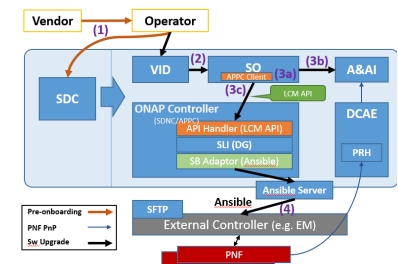 Vendor
Operator
(1)
VID
(2)
SO
APPC Client
(3a)
(3b)
A&AI
(3c)
LCM API
SDC
ONAP Controller
(SDNC/APPC)
API Handler (LCM API)
SLI (DG)
SB Adaptor (Ansible)
DCAE
PRH
Ansible Server
Ansible
(4)
SFTP
External Controller (e.g. EM)
PNF
Pre-onboarding
PNF PnP
Sw Upgrade